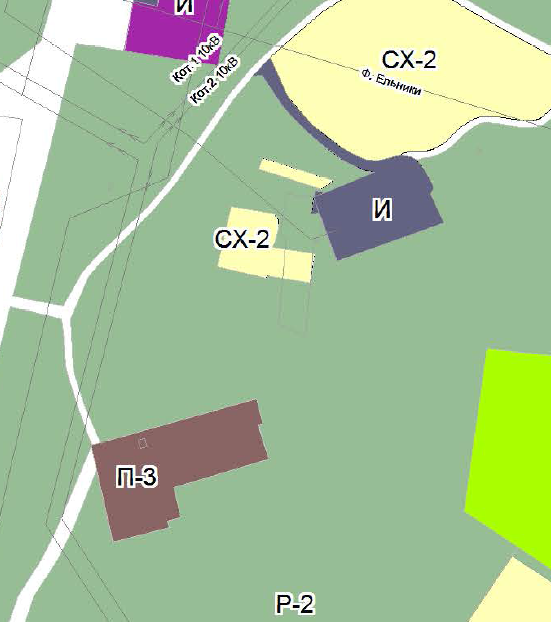 И
Кот.1 10кВ
Кот.2 10кВ
СХ-2
ф. Ельники
И
СХ-2
П-3
Р-2